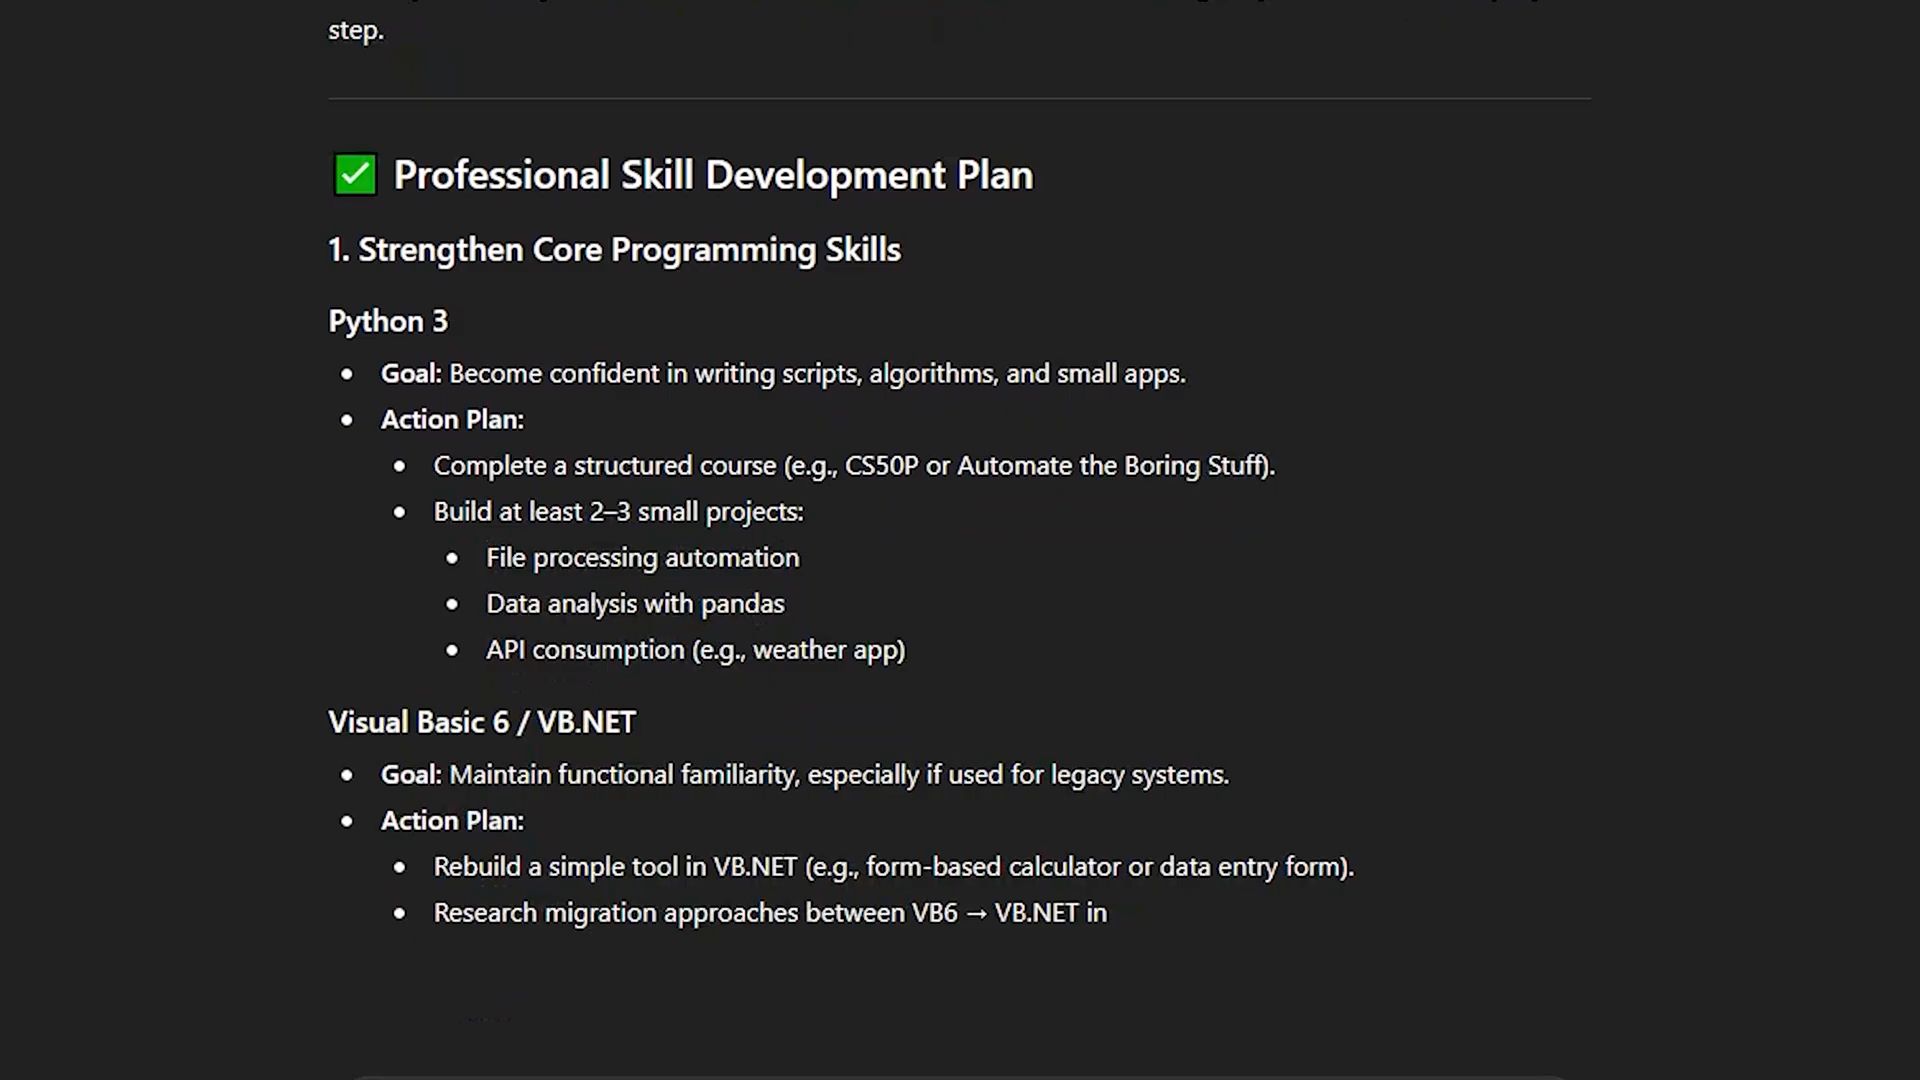 step.
✅ Professional Skill Development Plan
1. Strengthen Core Programming Skills
Python 3
• Goal: Become confident in writing scripts, algorithms, and small apps.
• Action Plan:
• Complete a structured course (e.g., CS50P or Automate the Boring Stuff).
• Build at least 2–3 small projects:
• File processing automation
• Data analysis with pandas
• API consumption (e.g., weather app)
Visual Basic 6 / VB.NET
• Goal: Maintain functional familiarity, especially if used for legacy systems.
• Action Plan:
• Rebuild a simple tool in VB.NET (e.g., form-based calculator or data entry form).
• Research migration approaches between VB6 → VB.NET in